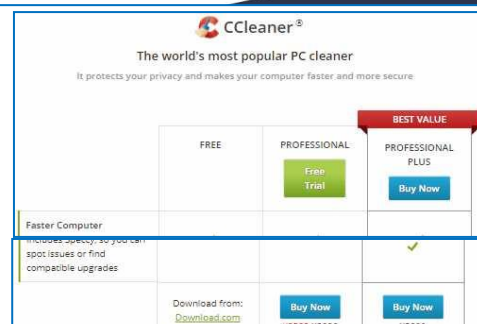 CCleaner®
The world's most popular PC cleaner
It protects your privacy and makes your computer faster and more secure
BEST VALUE
FREE
PROFESSIONAL
PROFESSIONAL
PLUS
Free
Trial
Buy Now
Faster Computer
includes Speccy, so you can
spot issues or find
compatible upgrades
Download from:
Download.com
Buy Now
Buy Now